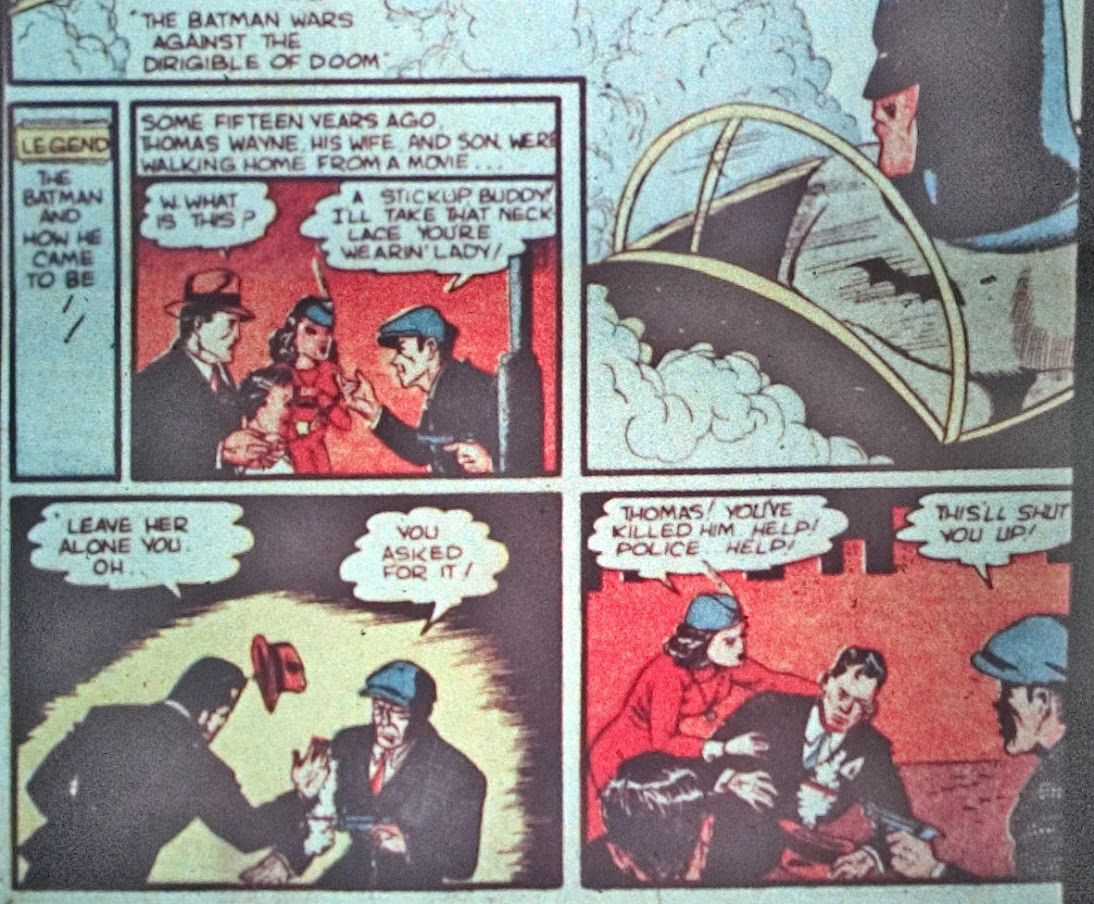 "THE BATMAN WARS
AGAINST THE
DIRIGIBLE OF DOOM"
LEGEND
THE
BATMAN
AND
HOW HE
CAME
TO BE
SOME FIFTEEN YEARS AGO,
THOMAS WAYNE, HIS WIFE, AND SON, WERE
WALKING HOME FROM A MOVIE...
W. WHAT
IS THIS?
A STICKUP BUDDY!
I'LL TAKE THAT NECK
LACE YOU'RE
WEARIN' LADY!
LEAVE HER
ALONE YOU.
OH..
YOU
ASKED
FOR IT!
THOMAS! YOU'VE
KILLED HIM. HELP!
POLICE.. HELP!
THIS'LL SHUT
YOU UP!